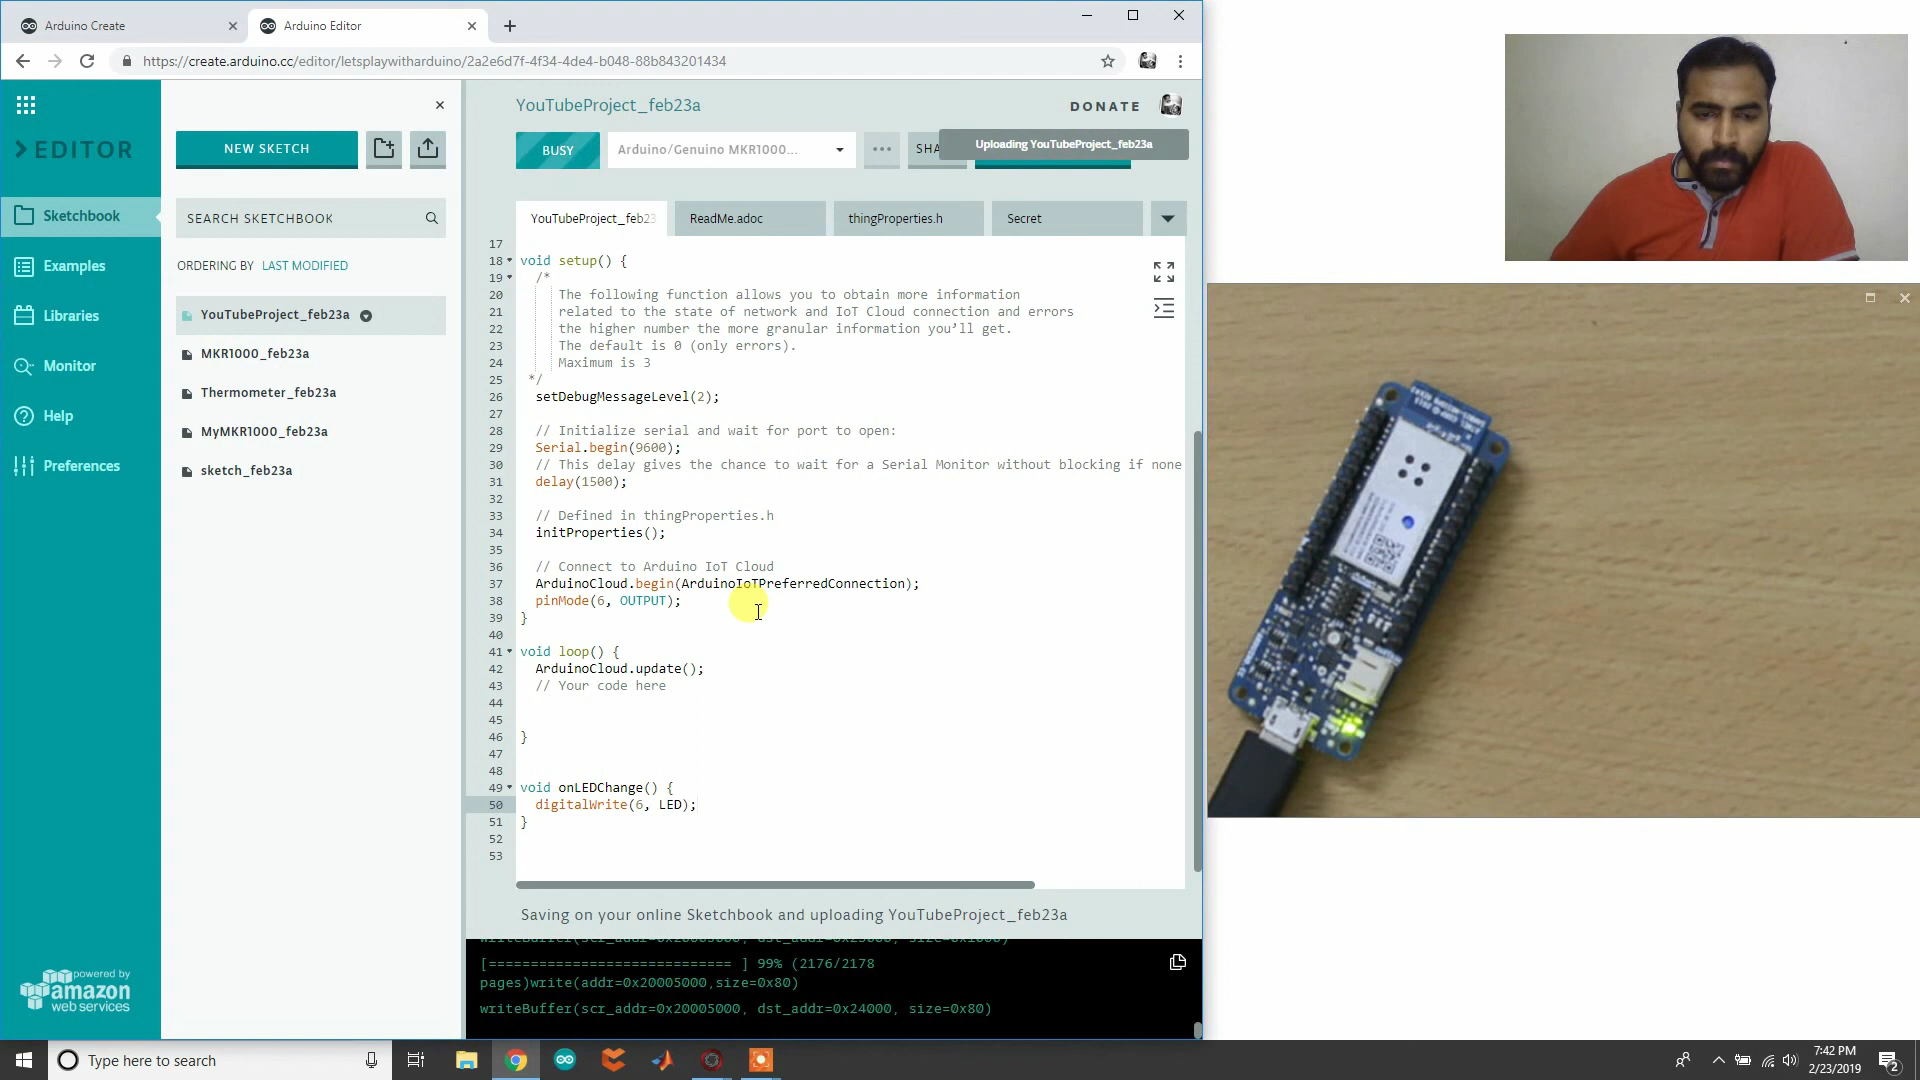 Arduino Create
Arduino Editor
https://create.arduino.cc/editor/letsplaywitharduino/2a2e6d7f-4f34-4de4-b048-88b843201434
EDITOR
Sketchbook
Examples
Libraries
Monitor
Help
Preferences
powered by
amazon
web services
NEW SKETCH
SEARCH SKETCHBOOK
ORDERING BY LAST MODIFIED
YouTubeProject_feb23a
MKR1000_feb23a
Thermometer_feb23a
MyMKR1000_feb23a
sketch_feb23a
YouTubeProject_feb23a
DONATE
BUSY
Arduino/Genuino MKR1000...
SHA
Uploading YouTubeProject_feb23a
YouTubeProject_feb23
ReadMe.adoc
thingProperties.h
Secret
17
18 void setup() {
19 /*
20 The following function allows you to obtain more information
21 related to the state of network and IoT Cloud connection and errors
22 the higher number the more granular information you’ll get.
23 The default is 0 (only errors).
24 Maximum is 3
25 */
26 setDebugMessageLevel(2);
27
28 // Initialize serial and wait for port to open:
29 Serial.begin(9600);
30 // This delay gives the chance to wait for a Serial Monitor without blocking if none
31 delay(1500);
32
33 // Defined in thingProperties.h
34 initProperties();
35
36 // Connect to Arduino IoT Cloud
37 ArduinoCloud.begin(ArduinoIoTPreferredConnection);
38 pinMode(6, OUTPUT);
39 }
40
41 void loop() {
42 ArduinoCloud.update();
43 // Your code here
44
45
46 }
47
48
49 void onLEDChange() {
50 digitalWrite(6, LED);
51 }
52
53
Saving on your online Sketchbook and uploading YouTubeProject_feb23a
[============================= ] 99% (2176/2178
pages)write(addr=0x20005000,size=0x80)
writeBuffer(scr_addr=0x20005000, dst_addr=0x24000, size=0x80)
Type here to search
7:42 PM
2/23/2019
2